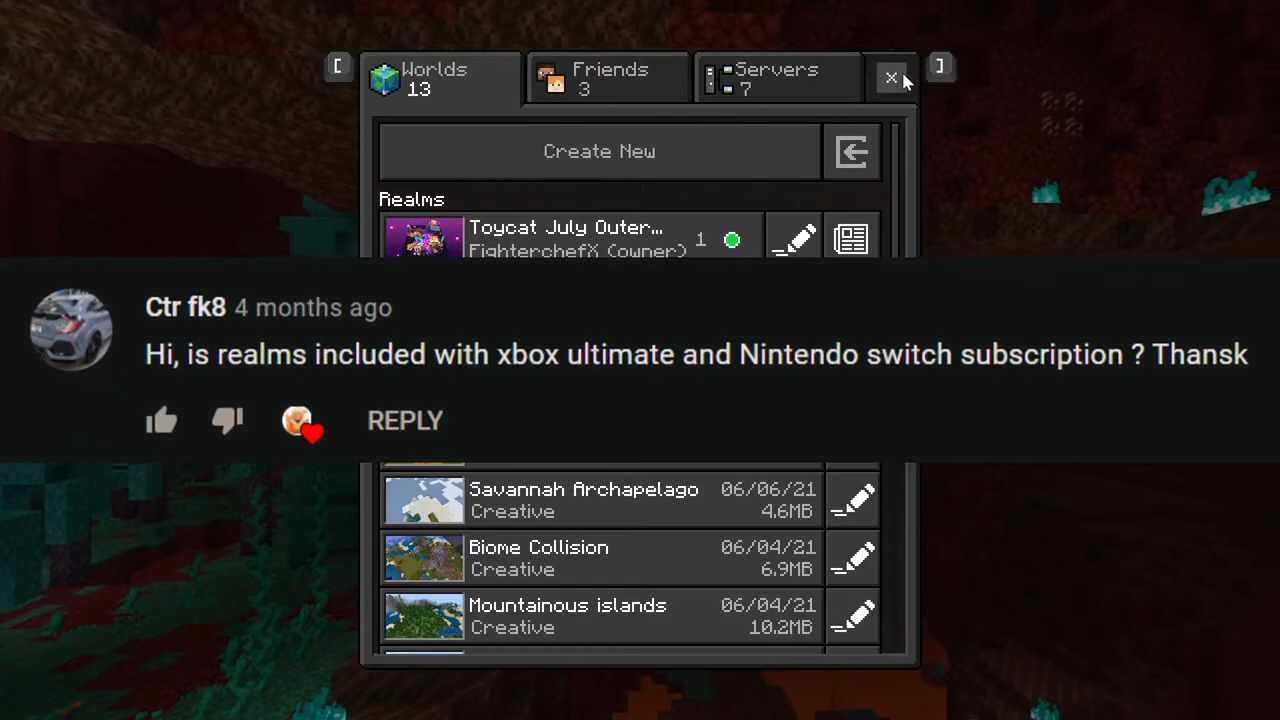 [
Worlds
13
Friends
3
Servers
7
]
Create New
Realms
Toycat July Outer...
FighterchefX (owner)
1
Ctr fk8 4 months ago
Hi, is realms included with xbox ultimate and Nintendo switch subscription ? Thansk
REPLY
Savannah Archapelago 06/06/21
Creative 4.6MB
Biome Collision 06/04/21
Creative 6.9MB
Mountainous islands 06/04/21
Creative 10.2MB